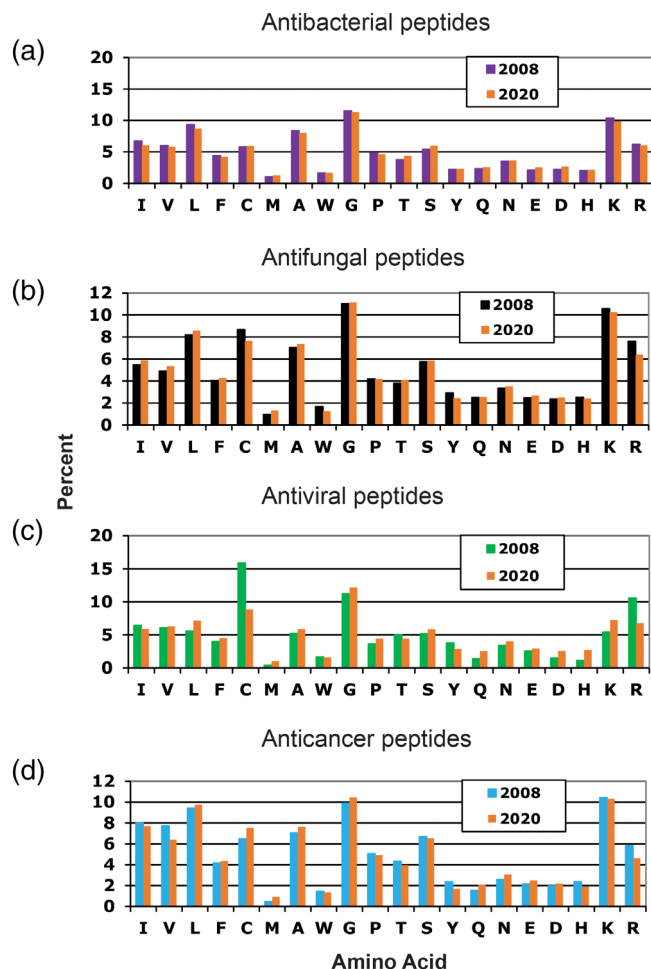 Antibacterial peptides
(a)
20
15
10
5
0
2008
2020
I V L F C M A W G P T S Y Q N E D H K R
Antifungal peptides
(b)
12
10
8
6
4
2
0
2008
2020
I V L F C M A W G P T S Y Q N E D H K R
Percent
Antiviral peptides
(c)
20
15
10
5
0
2008
2020
I V L F C M A W G P T S Y Q N E D H K R
Anticancer peptides
(d)
12
10
8
6
4
2
0
2008
2020
I V L F C M A W G P T S Y Q N E D H K R
Amino Acid